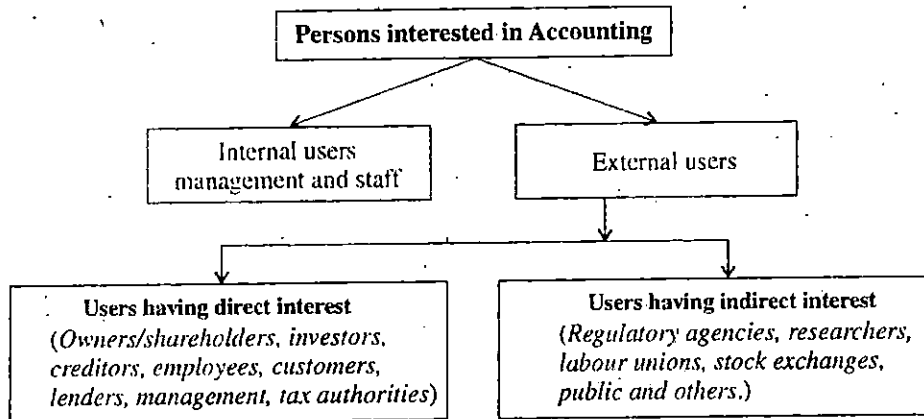 Persons interested in Accounting
Internal users
management and staff
External users
Users having direct interest
(Owners/shareholders, investors,
creditors, employees, customers,
lenders, management, tax authorities)
Users having indirect interest
(Regulatory agencies, researchers,
labour unions, stock exchanges,
public and others.)